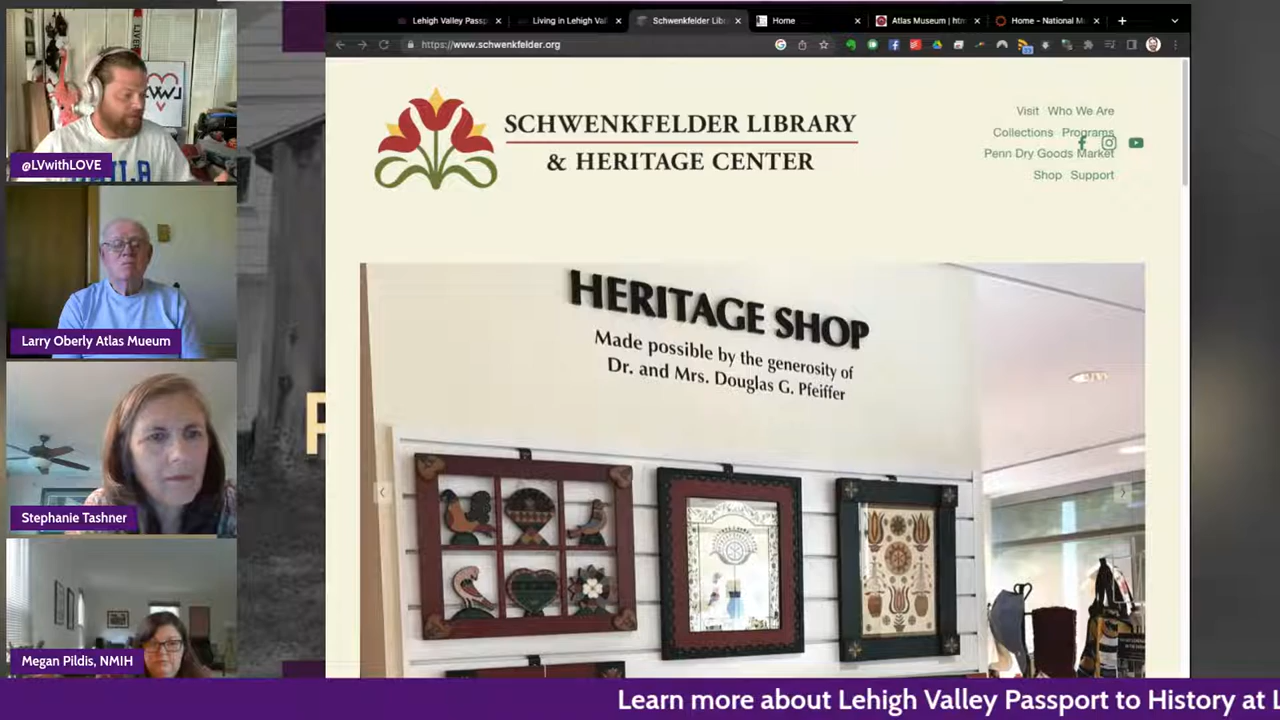 Lehigh Valley Passp
Living in Lehigh Val
Schwenkfelder Libr
Home
Atlas Museum | htm
Home – National M
https://www.schwenkfelder.org
SCHWENKFELDER LIBRARY
& HERITAGE CENTER
Visit Who We Are
Collections Programs
Penn Dry Goods Market
Shop Support
HERITAGE SHOP
Made possible by the generosity of
Dr. and Mrs. Douglas G. Pfeiffer
@LVwithLOVE
Larry Oberly Atlas Mueum
Stephanie Tashner
Megan Pildis, NMIH
Learn more about Lehigh Valley Passport to History at L